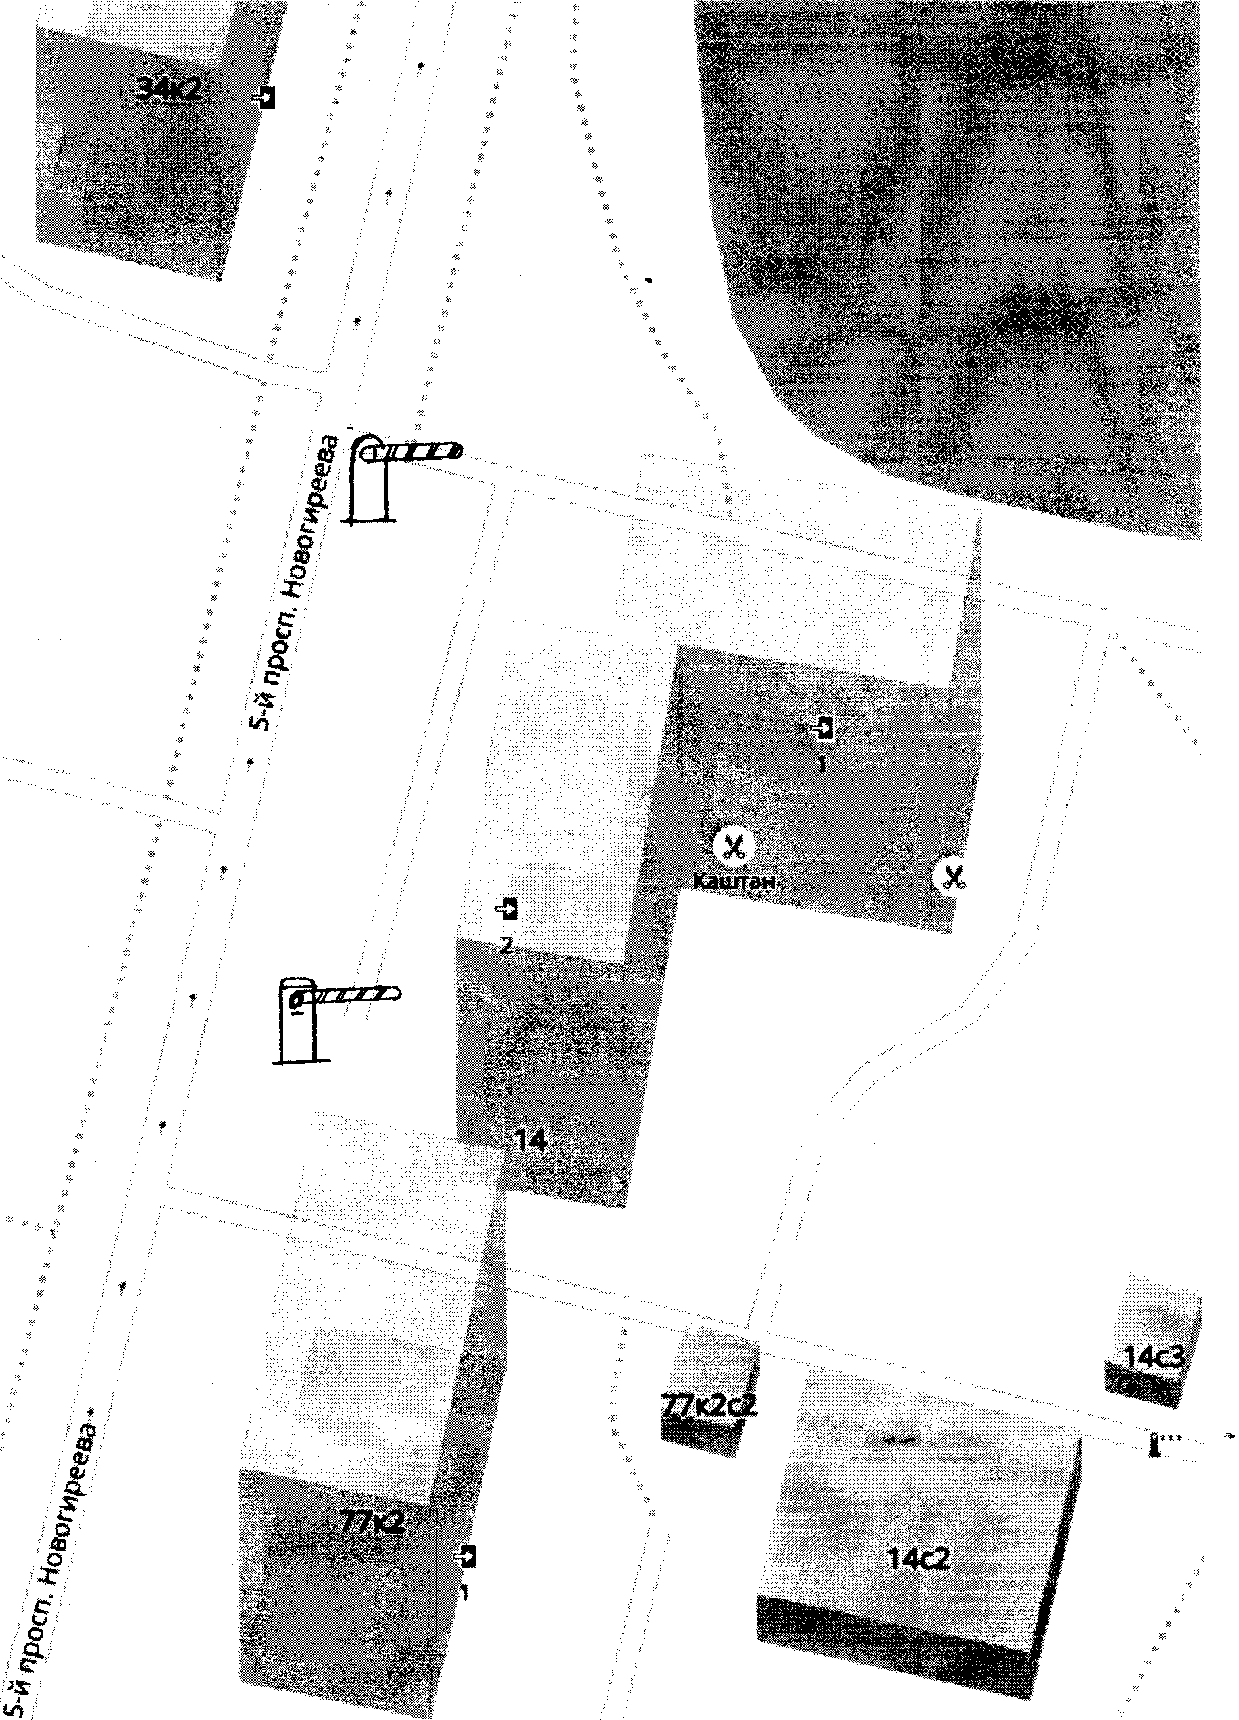 34к2
5-й просп. Новогиреева
1
Каштан
2
14
14с3
77к2с2
77к2
14с2
1
5-й просп. Новогиреева